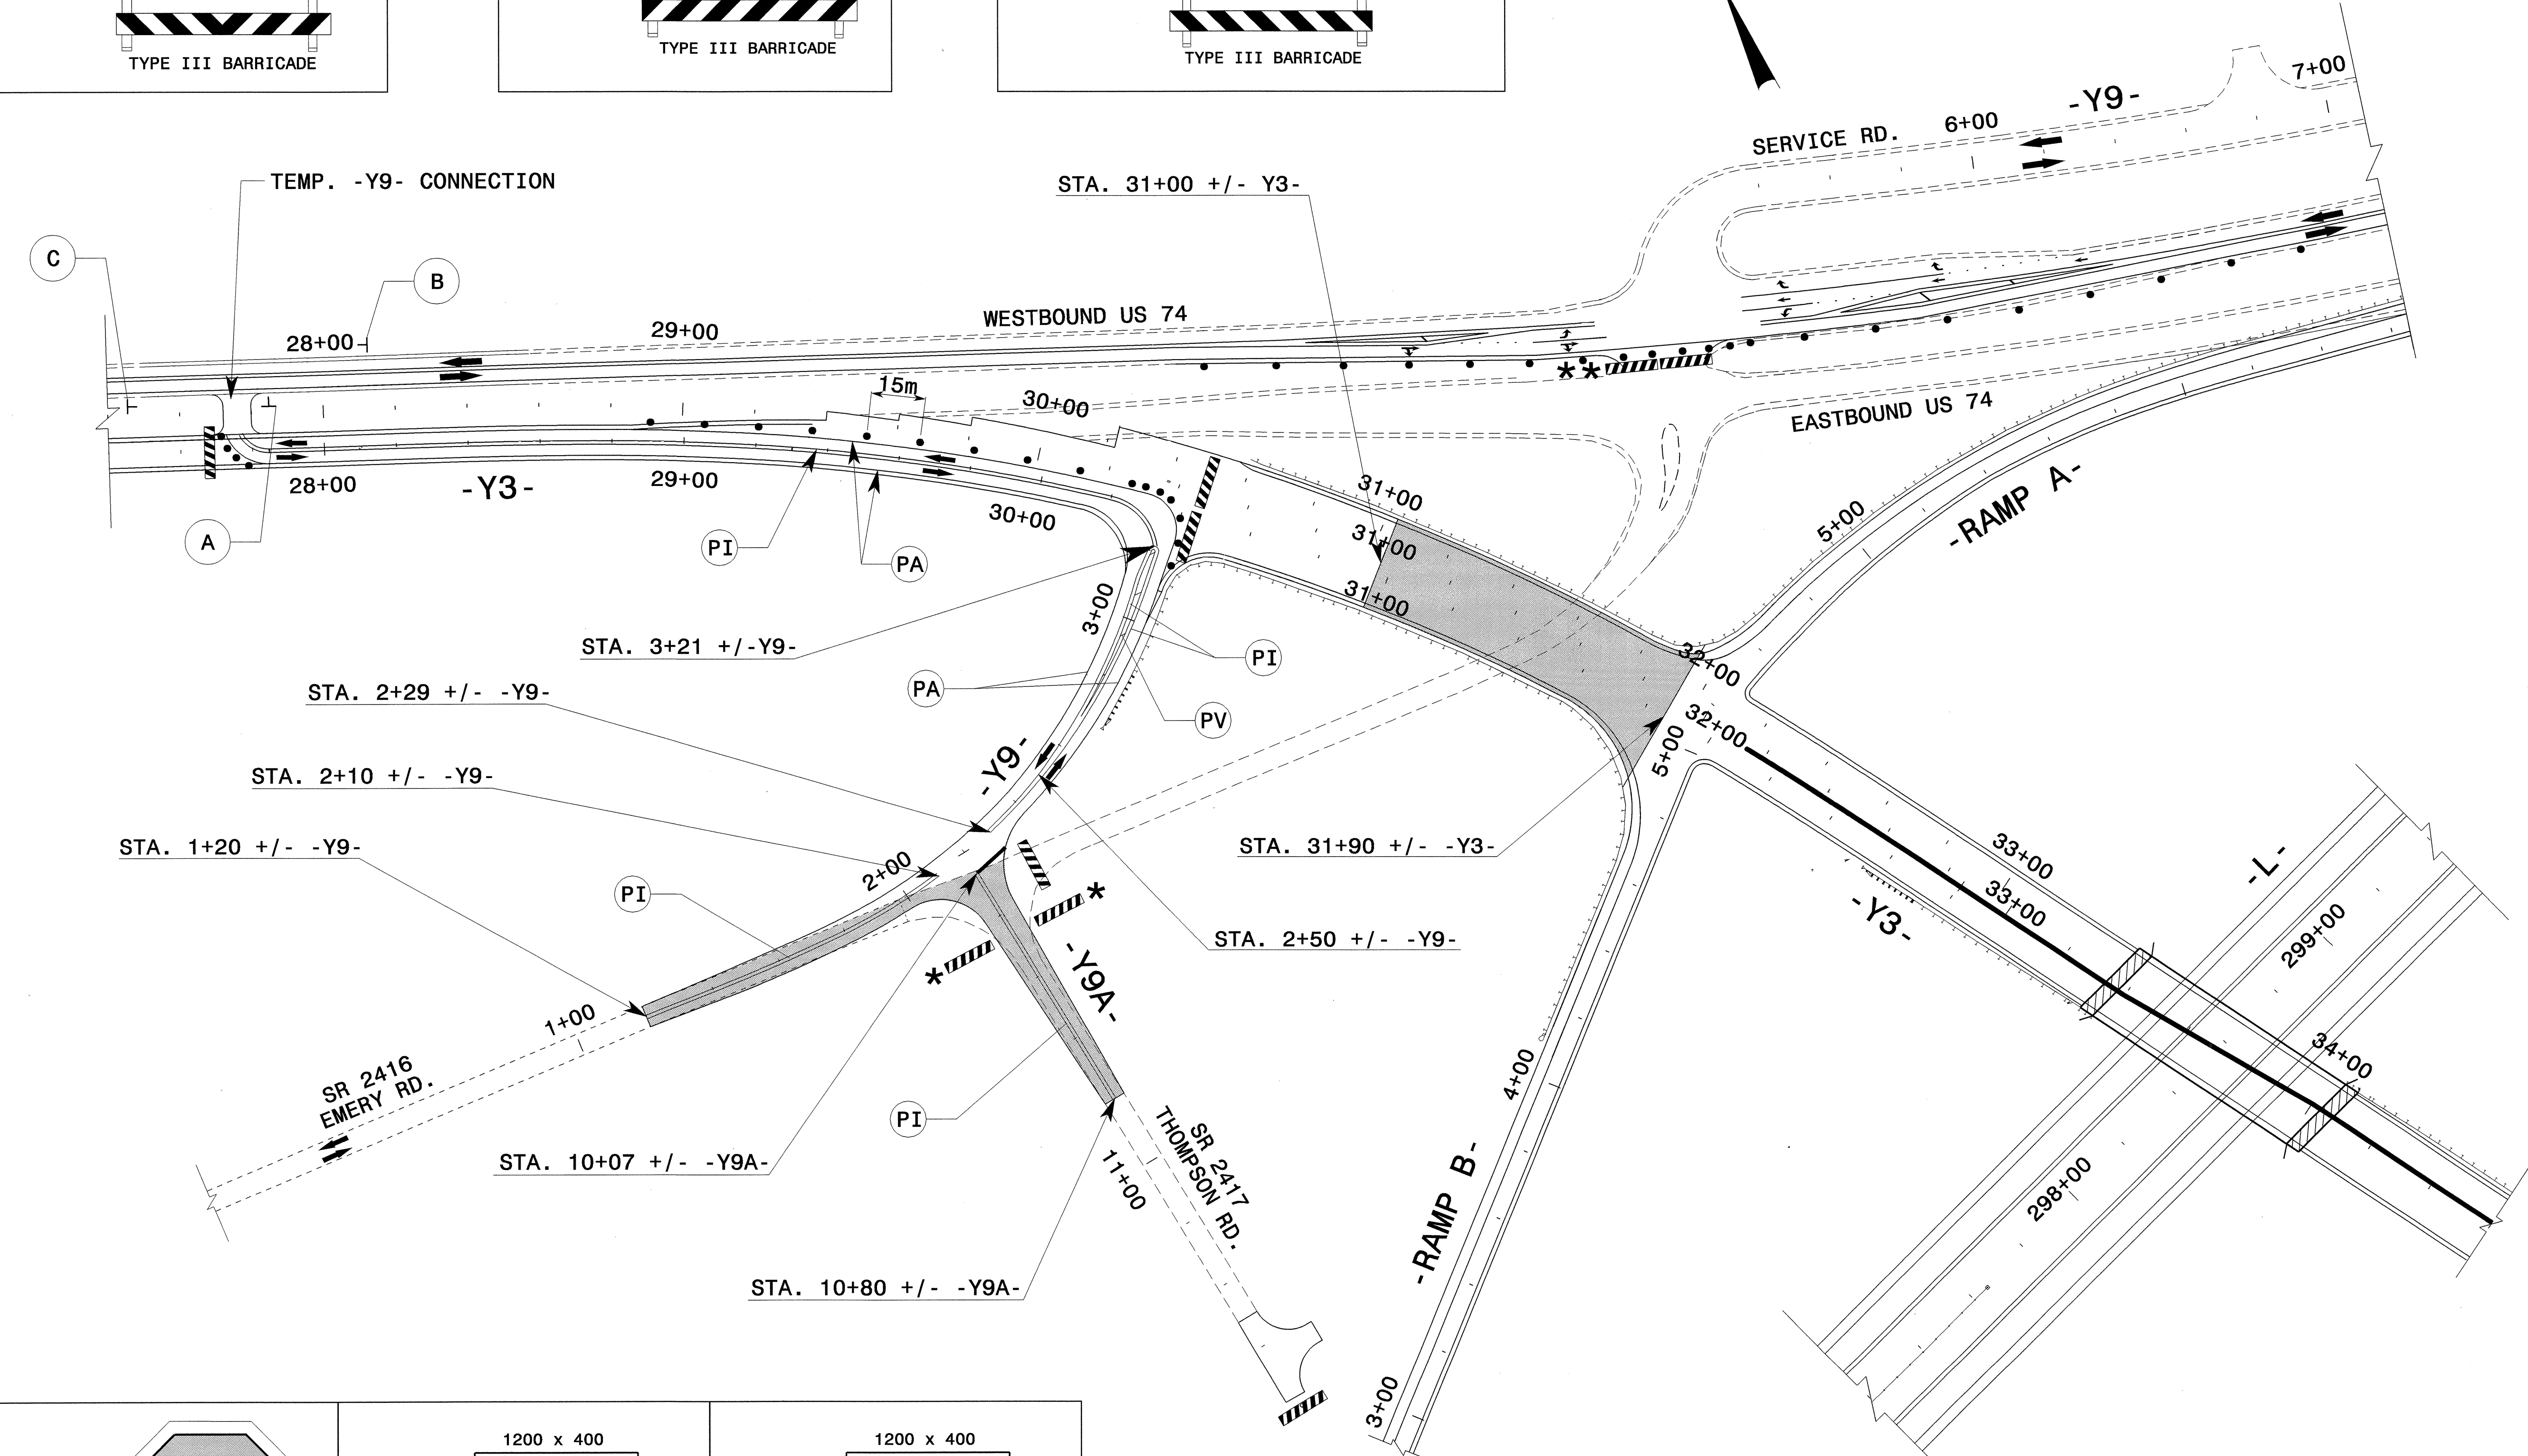 TYPE III BARRICADE
TYPE III BARRICADE
TYPE III BARRICADE
7+00
-Y9-
6+00
SERVICE RD.
TEMP. -Y9- CONNECTION
STA. 31+00 +/- Y3-
C
B
WESTBOUND US 74
29+00
28+00
15m
30+00
EASTBOUND US 74
**
28+00
-Y3-
29+00
30+00
31+00
31+00
31+00
5+00
-RAMP A-
A
PI
PA
3+00
STA. 3+21 +/-Y9-
PI
PA
PV
STA. 2+29 +/- -Y9-
32+00
32+00
5+00
-Y9-
STA. 2+10 +/- -Y9-
STA. 1+20 +/- -Y9-
2+00
STA. 31+90 +/- -Y3-
PI
*
33+00
33+00
-L-
-Y3-
299+00
STA. 2+50 +/- -Y9-
*
-Y9A-
1+00
34+00
SR 2416
EMERY RD.
PI
4+00
SR 2417
THOMPSON RD.
STA. 10+07 +/- -Y9A-
11+00
298+00
-RAMP B-
STA. 10+80 +/- -Y9A-
3+00
1200 x 400
1200 x 400